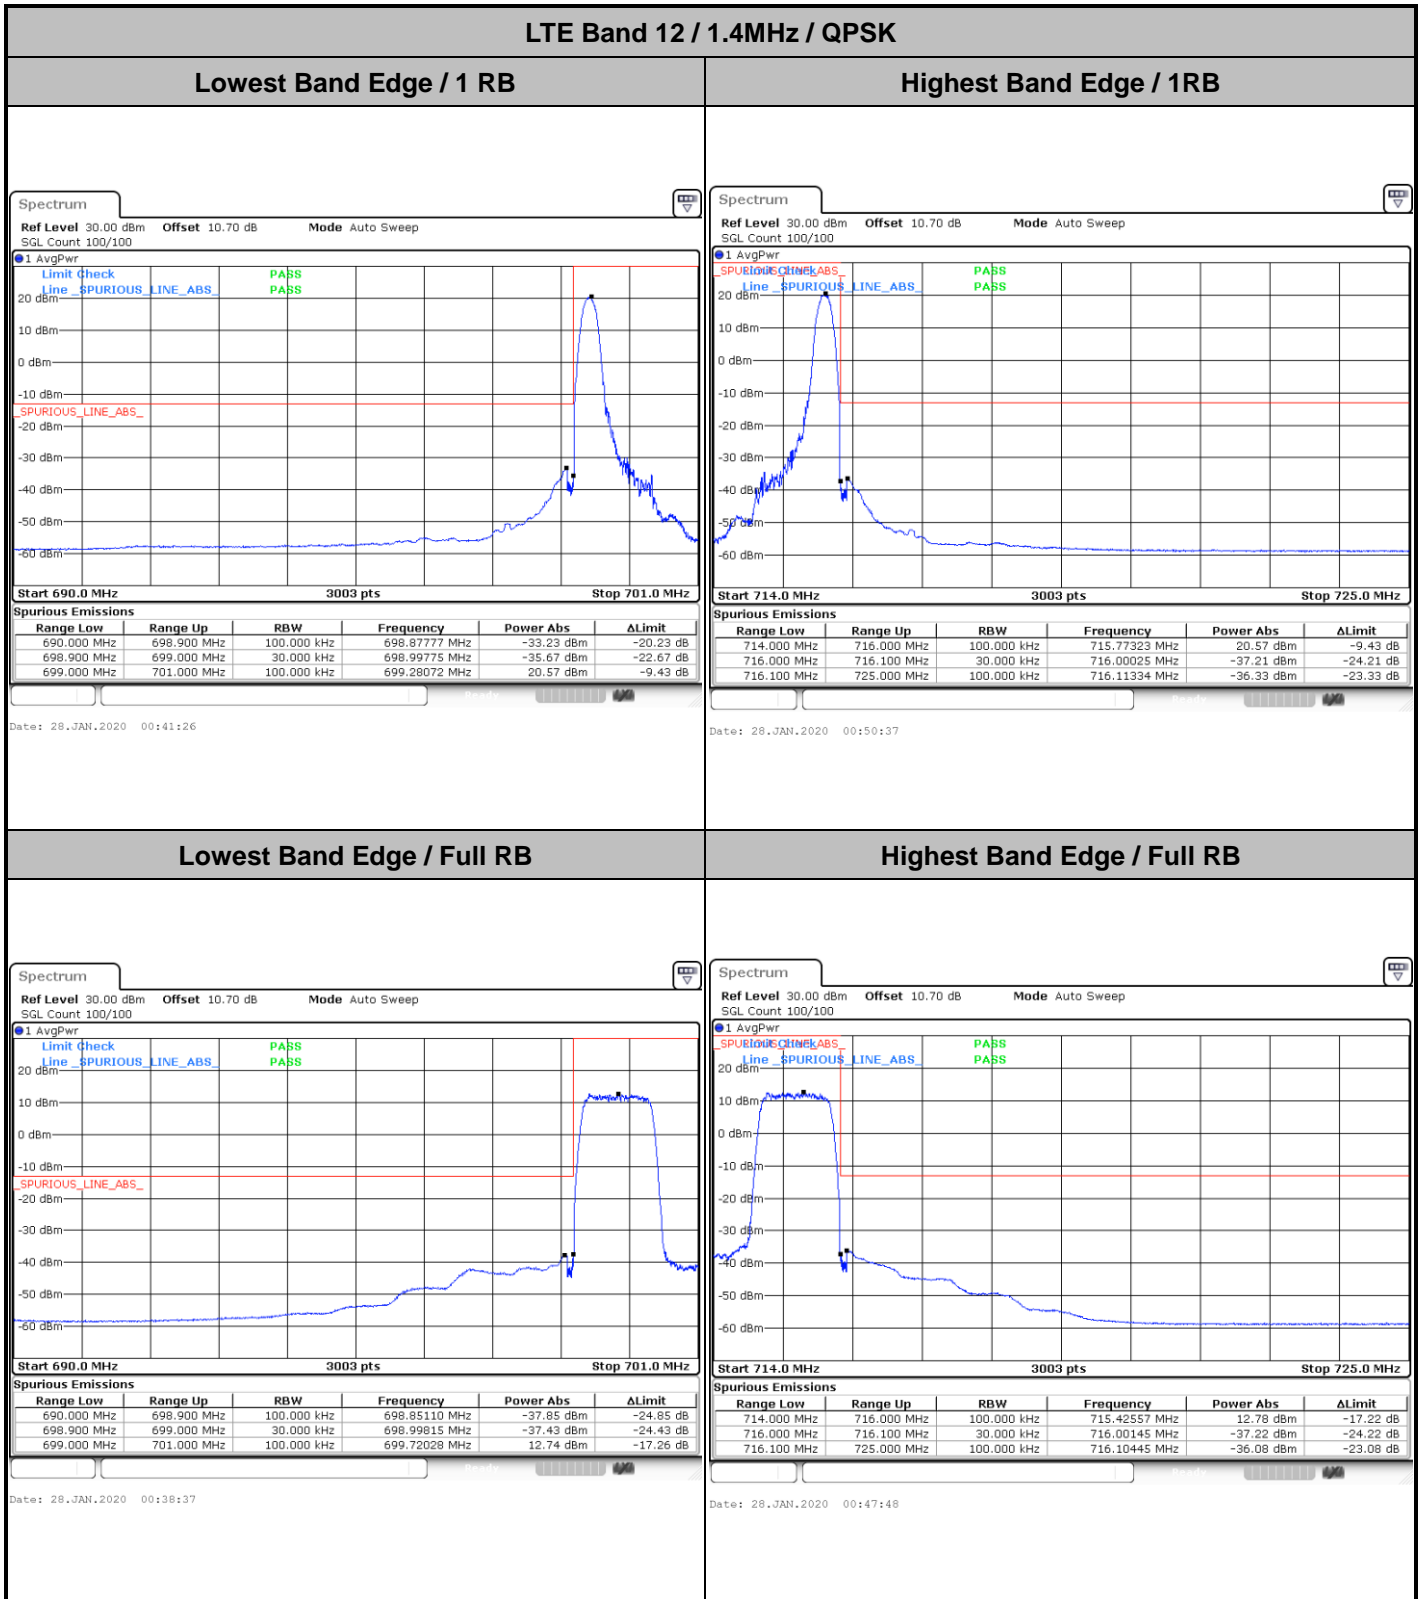 LTE Band 12 / 1.4MHz / QPSK
Lowest Band Edge / 1 RB
Highest Band Edge / 1RB
Spectrum
Ref Level 30.00 dBm Offset 10.70 dB Mode Auto Sweep
SGL Count 100/100
1 AvgPwr
Limit Check PASS
Line _SPURIOUS_LINE_ABS_ PASS
20 dBm
10 dBm
0 dBm
-10 dBm
_SPURIOUS_LINE_ABS_
-20 dBm
-30 dBm
-40 dBm
-50 dBm
-60 dBm
Start 690.0 MHz 3003 pts Stop 701.0 MHz
Spurious Emissions
Range Low Range Up RBW Frequency Power Abs ΔLimit
690.000 MHz 698.900 MHz 100.000 kHz 698.87777 MHz -33.23 dBm -20.23 dB
698.900 MHz 699.000 MHz 30.000 kHz 698.99775 MHz -35.67 dBm -22.67 dB
699.000 MHz 701.000 MHz 100.000 kHz 699.28072 MHz 20.57 dBm -9.43 dB
Ready
Date: 28.JAN.2020 00:41:26
Spectrum
Ref Level 30.00 dBm Offset 10.70 dB Mode Auto Sweep
SGL Count 100/100
1 AvgPwr
_SPURIOUS_LINE_ABS_
Limit Check PASS
Line _SPURIOUS_LINE_ABS_ PASS
20 dBm
10 dBm
0 dBm
-10 dBm
-20 dBm
-30 dBm
-40 dBm
-50 dBm
-60 dBm
Start 714.0 MHz 3003 pts Stop 725.0 MHz
Spurious Emissions
Range Low Range Up RBW Frequency Power Abs ΔLimit
714.000 MHz 716.000 MHz 100.000 kHz 715.77323 MHz 20.57 dBm -9.43 dB
716.000 MHz 716.100 MHz 30.000 kHz 716.00025 MHz -37.21 dBm -24.21 dB
716.100 MHz 725.000 MHz 100.000 kHz 716.11334 MHz -36.33 dBm -23.33 dB
Ready
Date: 28.JAN.2020 00:50:37
Lowest Band Edge / Full RB
Highest Band Edge / Full RB
Spectrum
Ref Level 30.00 dBm Offset 10.70 dB Mode Auto Sweep
SGL Count 100/100
1 AvgPwr
Limit Check PASS
Line _SPURIOUS_LINE_ABS_ PASS
20 dBm
10 dBm
0 dBm
-10 dBm
_SPURIOUS_LINE_ABS_
-20 dBm
-30 dBm
-40 dBm
-50 dBm
-60 dBm
Start 690.0 MHz 3003 pts Stop 701.0 MHz
Spurious Emissions
Range Low Range Up RBW Frequency Power Abs ΔLimit
690.000 MHz 698.900 MHz 100.000 kHz 698.85110 MHz -37.85 dBm -24.85 dB
698.900 MHz 699.000 MHz 30.000 kHz 698.99815 MHz -37.43 dBm -24.43 dB
699.000 MHz 701.000 MHz 100.000 kHz 699.72028 MHz 12.74 dBm -17.26 dB
Ready
Date: 28.JAN.2020 00:38:37
Spectrum
Ref Level 30.00 dBm Offset 10.70 dB Mode Auto Sweep
SGL Count 100/100
1 AvgPwr
_SPURIOUS_LINE_ABS_
Limit Check PASS
Line _SPURIOUS_LINE_ABS_ PASS
20 dBm
10 dBm
0 dBm
-10 dBm
-20 dBm
-30 dBm
-40 dBm
-50 dBm
-60 dBm
Start 714.0 MHz 3003 pts Stop 725.0 MHz
Spurious Emissions
Range Low Range Up RBW Frequency Power Abs ΔLimit
714.000 MHz 716.000 MHz 100.000 kHz 715.42557 MHz 12.78 dBm -17.22 dB
716.000 MHz 716.100 MHz 30.000 kHz 716.00145 MHz -37.22 dBm -24.22 dB
716.100 MHz 725.000 MHz 100.000 kHz 716.10445 MHz -36.08 dBm -23.08 dB
Ready
Date: 28.JAN.2020 00:47:48